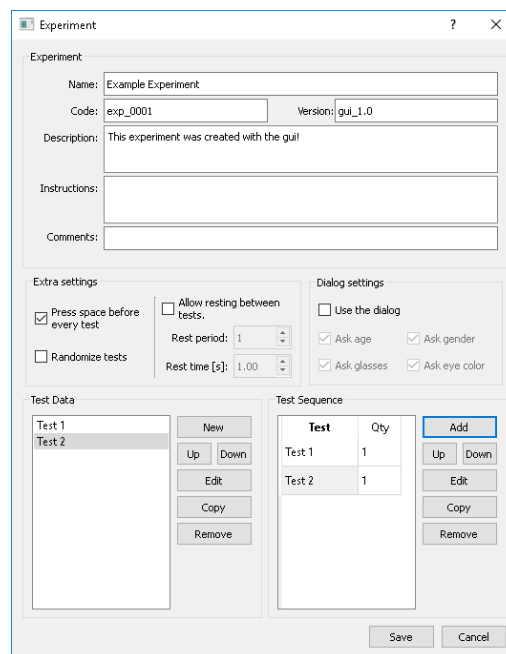 Experiment
?
Experiment
Name: Example Experiment
Code: exp_0001 Version: gui_1.0
Description: This experiment was created with the gui!
Instructions:
Comments:
Extra settings
Press space before
every test
Randomize tests
Allow resting between
tests.
Rest period: 1
Rest time [s]: 1.00
Dialog settings
Use the dialog
Ask age Ask gender
Ask glasses Ask eye color
Test Data
Test 1
Test 2
New
Up Down
Edit
Copy
Remove
Test Sequence
Test Qty
Test 1 1
Test 2 1
Add
Up Down
Edit
Copy
Remove
Save Cancel